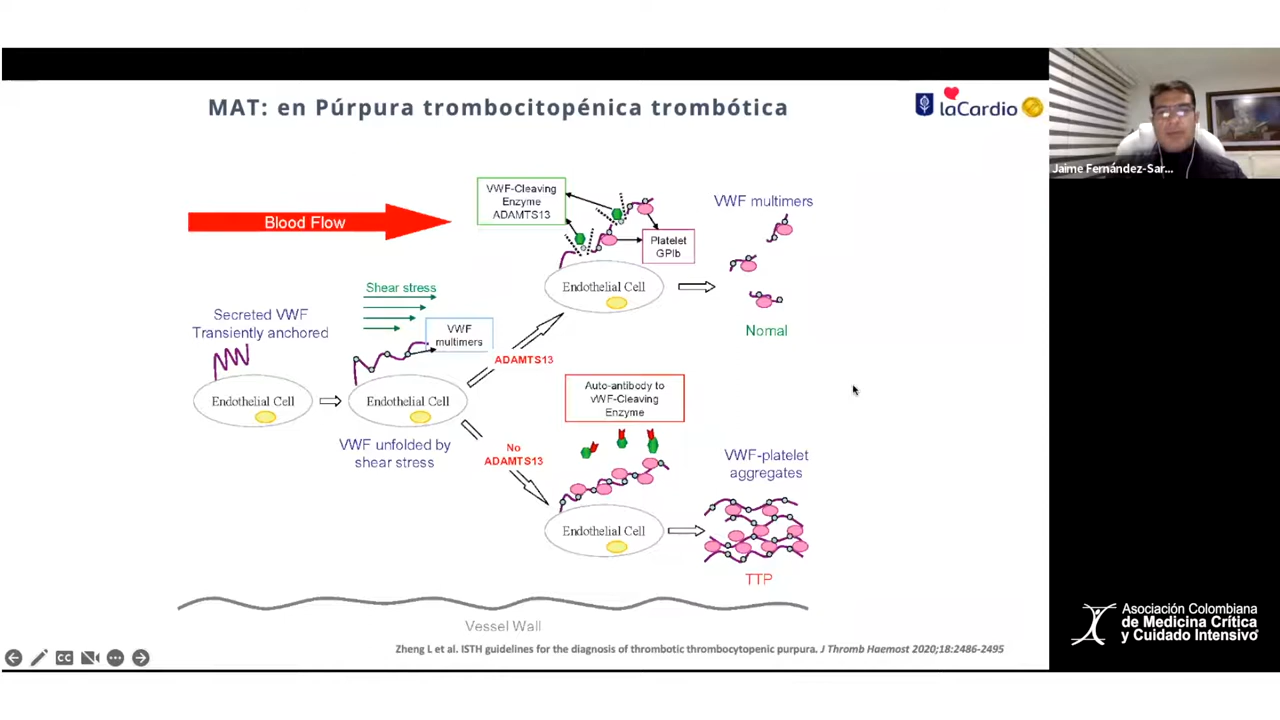 MAT: en Púrpura trombocitopénica trombótica
laCardio
Jaime Fernández-Sar...
Blood Flow
VWF-Cleaving
Enzyme
ADAMTS13
Platelet
GPIb
VWF multimers
Endothelial Cell
Nomal
Shear stress
Secreted VWF
Transiently anchored
VWF
multimers
ADAMTS13
Endothelial Cell
Endothelial Cell
VWF unfolded by
shear stress
No
ADAMTS13
Auto-antibody to
vWF-Cleaving
Enzyme
VWF-platelet
aggregates
Endothelial Cell
TTP
Vessel Wall
Zheng L et al. ISTH guidelines for the diagnosis of thrombotic thrombocytopenic purpura. J Thromb Haemost 2020;18:2486-2495
CC
Asociación Colombiana
de Medicina Crítica
y Cuidado Intensivo